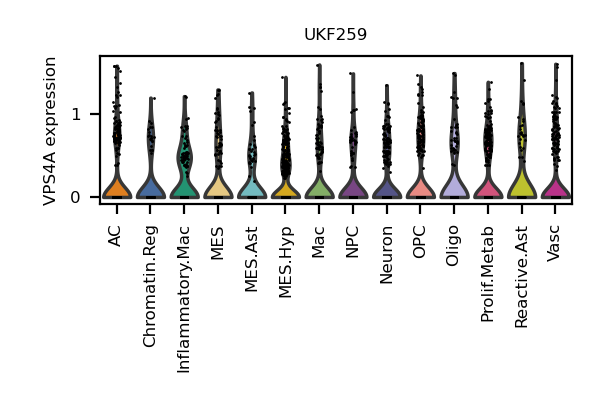 UKF259
VPS4A expression
1
0
AC
Chromatin.Reg
Inflammatory.Mac
MES
MES.Ast
MES.Hyp
Mac
NPC
Neuron
OPC
Oligo
Prolif.Metab
Reactive.Ast
Vasc